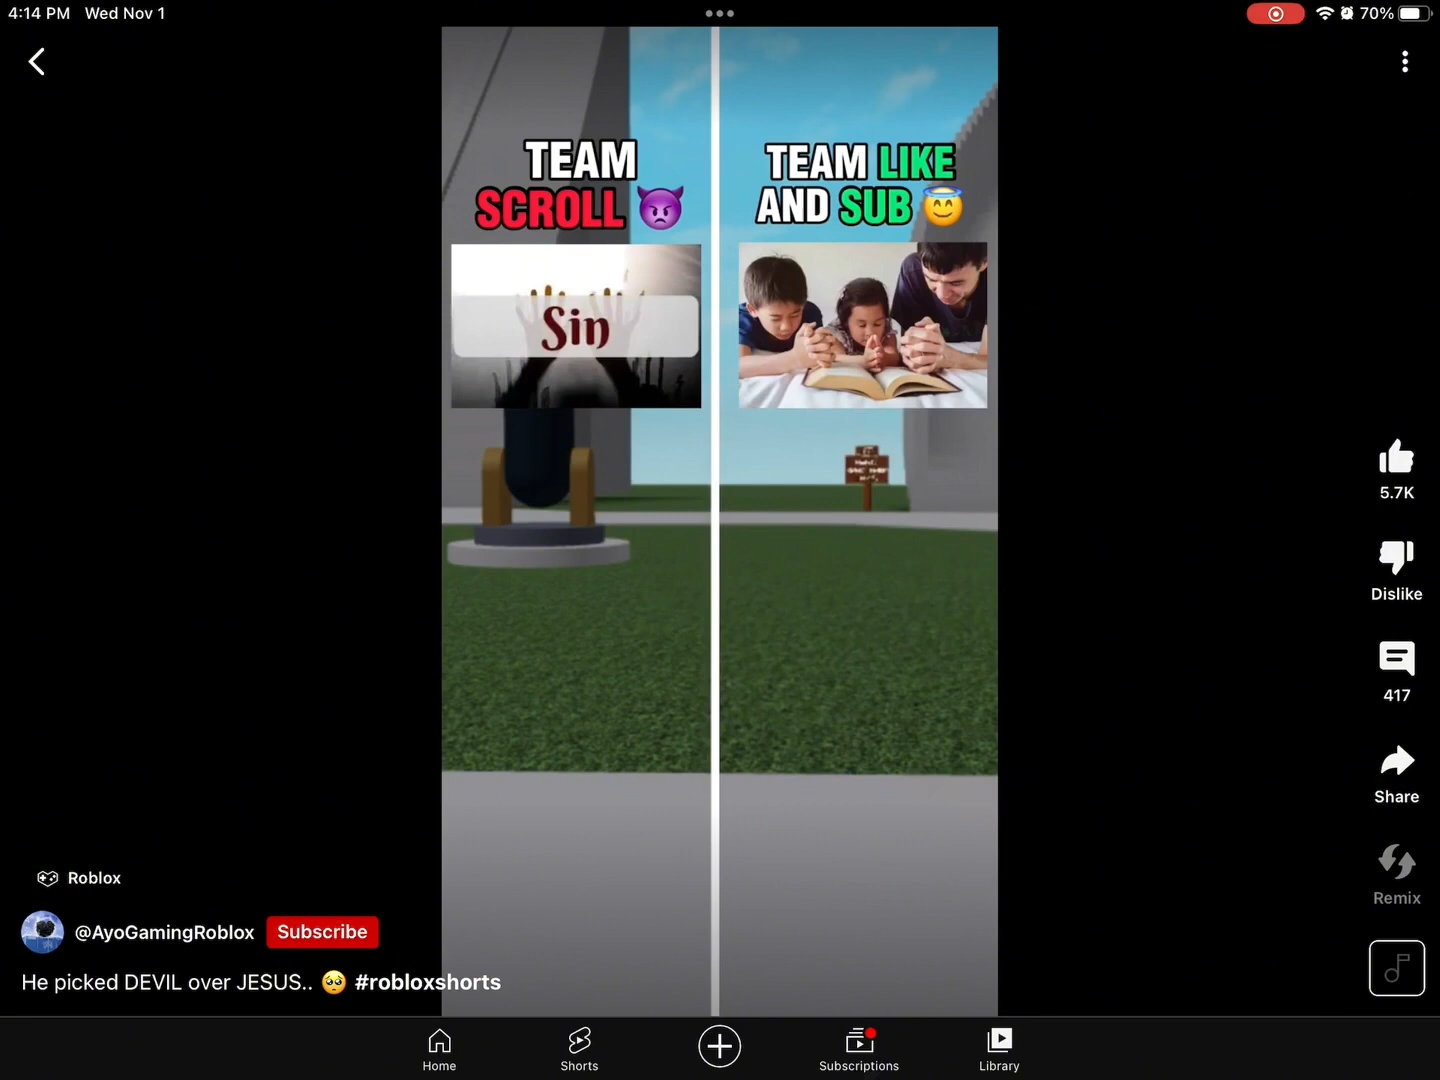 4:14 PM Wed Nov 1
70%
TEAM
SCROLL 👿
TEAM LIKE
AND SUB 😇
Sin
5.7K
Dislike
417
Share
Remix
Roblox
@AyoGamingRoblox Subscribe
He picked DEVIL over JESUS.. 🥺 #robloxshorts
Home
Shorts
Subscriptions
Library